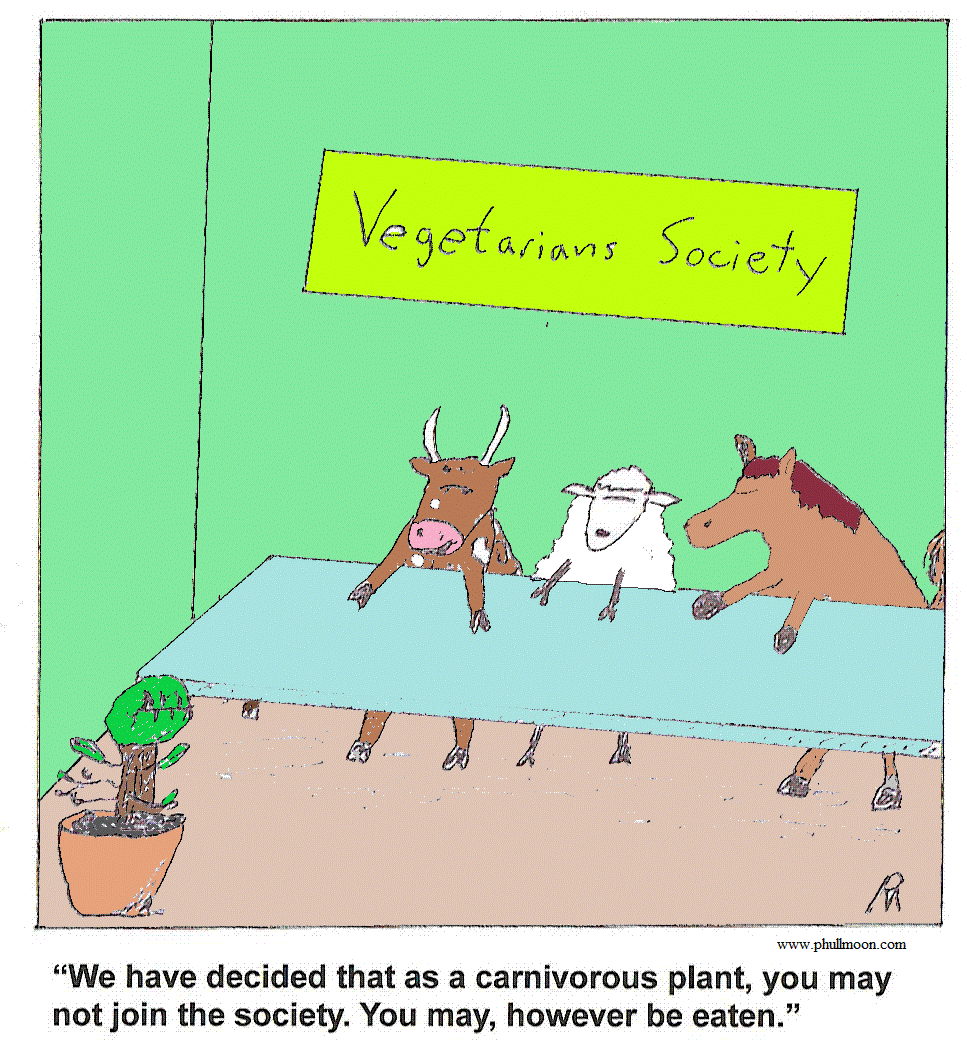 Vegetarians Society
www.phullmoon.com
“We have decided that as a carnivorous plant, you may
not join the society. You may, however be eaten.”